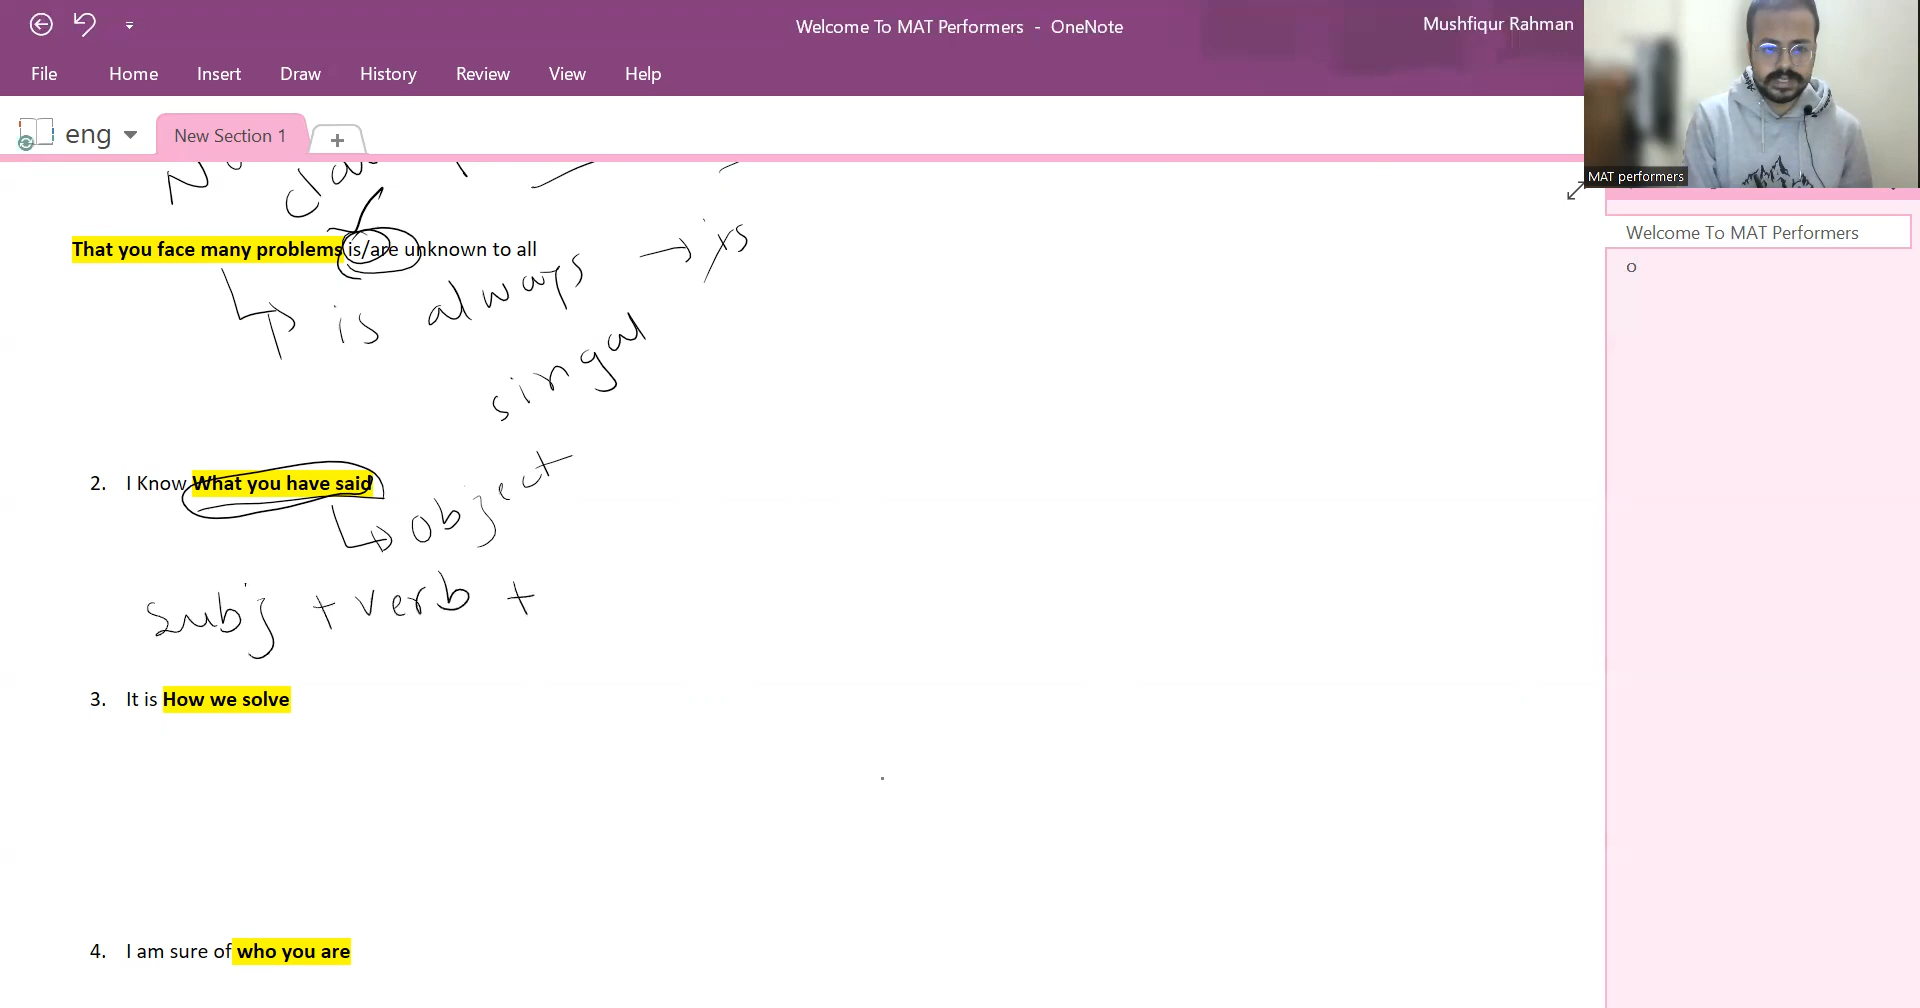 Welcome To MAT Performers - OneNote
Mushfiqur Rahman
File Home Insert Draw History Review View Help
eng
New Section 1
+
MAT performers
Welcome To MAT Performers
o
That you face many problems is/are unknown to all
is always → is
singal
2. I Know What you have said
object
subj + verb +
3. It is How we solve
4. I am sure of who you are